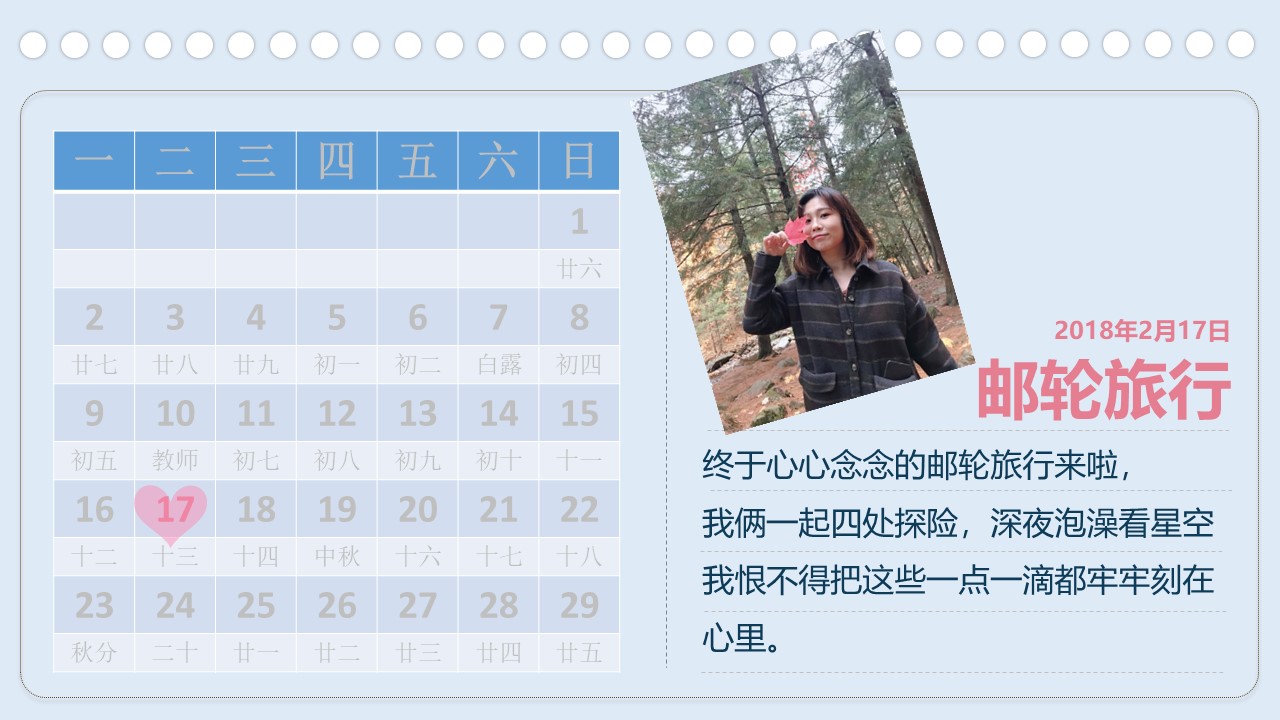 一 二 三 四 五 六 日
1
廿六
2 3 4 5 6 7 8
廿七 廿八 廿九 初一 初二 白露 初四
9 10 11 12 13 14 15
初五 教师 初七 初八 初九 初十 十一
16 17 18 19 20 21 22
十二 十三 十四 中秋 十六 十七 十八
23 24 25 26 27 28 29
秋分 二十 廿一 廿二 廿三 廿四 廿五
2018年2月17日
邮轮旅行
终于心心念念的邮轮旅行来啦，
我俩一起四处探险，深夜泡澡看星空
我恨不得把这些一点一滴都牢牢刻在
心里。